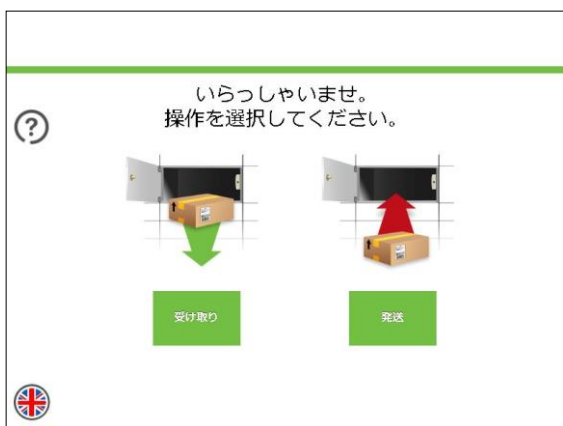 いらっしゃいませ。
操作を選択してください。
?
受け取り
発送